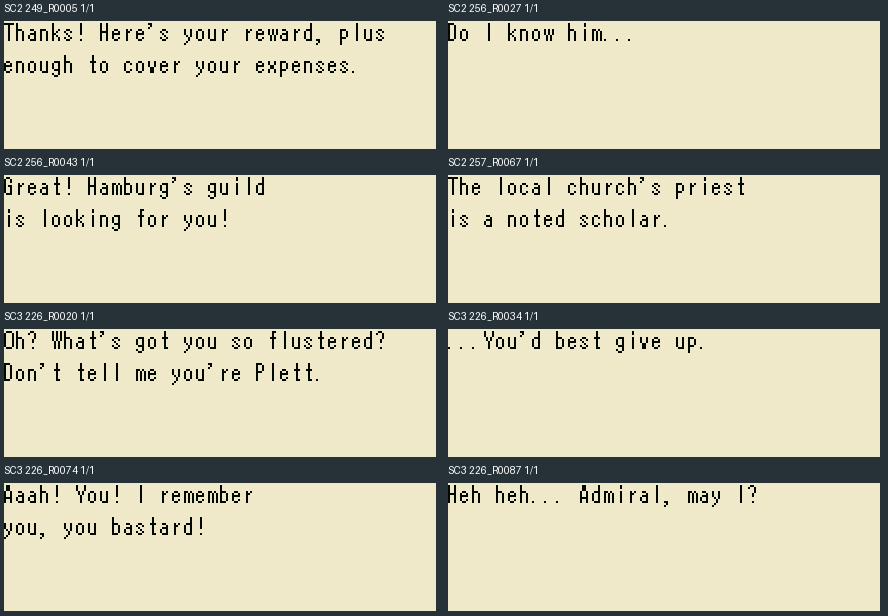 SC2 249_R0005 1/1
Thanks! Here's your reward, plus
enough to cover your expenses.
SC2 256_R0027 1/1
Do I know him...
SC2 256_R0043 1/1
Great! Hamburg's guild
is looking for you!
SC2 257_R0067 1/1
The local church's priest
is a noted scholar.
SC3 226_R0020 1/1
Oh? What's got you so flustered?
Don't tell me you're Plett.
SC3 226_R0034 1/1
...You'd best give up.
SC3 226_R0074 1/1
Aaah! You! I remember
you, you bastard!
SC3 226_R0087 1/1
Heh heh... Admiral, may I?